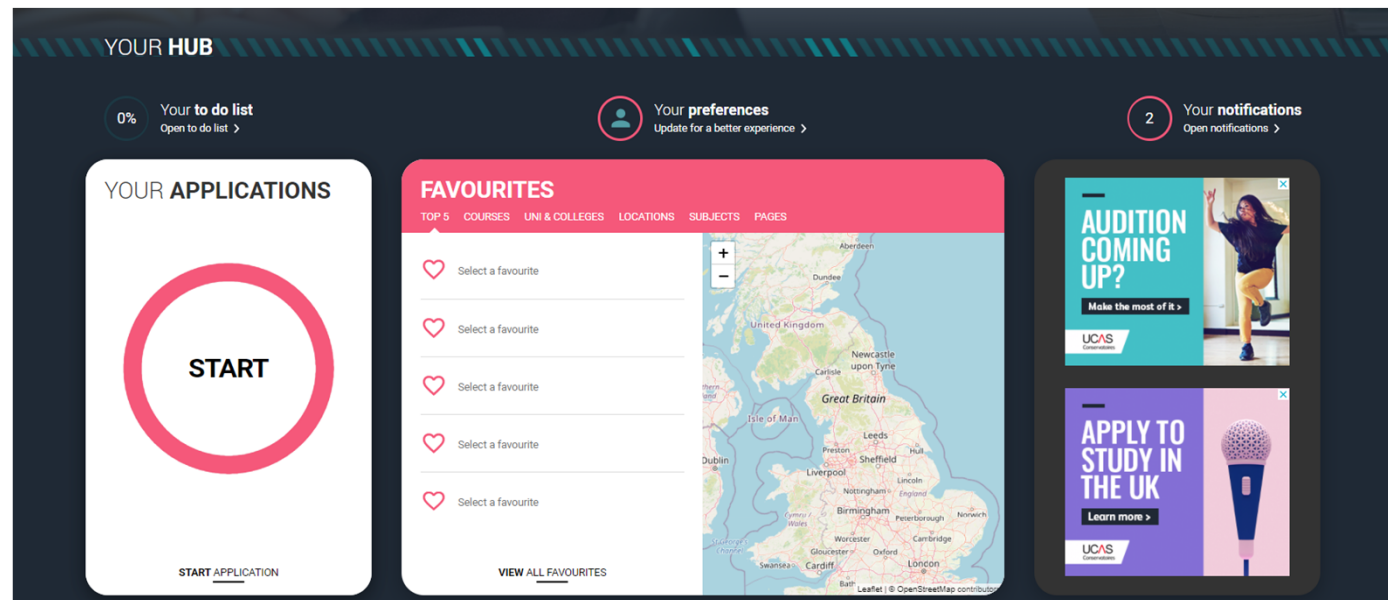 YOUR HUB
0%
Your to do list
Open to do list >
Your preferences
Update for a better experience >
2
Your notifications
Open notifications >
YOUR APPLICATIONS
START
START APPLICATION
FAVOURITES
TOP 5 COURSES UNI & COLLEGES LOCATIONS SUBJECTS PAGES
Select a favourite
Select a favourite
Select a favourite
Select a favourite
Select a favourite
VIEW ALL FAVOURITES
+
−
Aberdeen
Dundee
United Kingdom
Newcastle
upon Tyne
Carlisle
Great Britain
Isle of Man
Leeds
Preston
Hull
Sheffield
Dublin
Liverpool
Lincoln
Nottingham
England
Birmingham
Peterborough
Norwich
Cymru /
Wales
Worcester
Cambridge
Gloucester
Oxford
Swansea
Cardiff
London
Bath
Leaflet | © OpenStreetMap contributors
AUDITION
COMING
UP?
Make the most of it >
UCAS
Conservatoires
APPLY TO
STUDY IN
THE UK
Learn more >
UCAS
Conservatoires